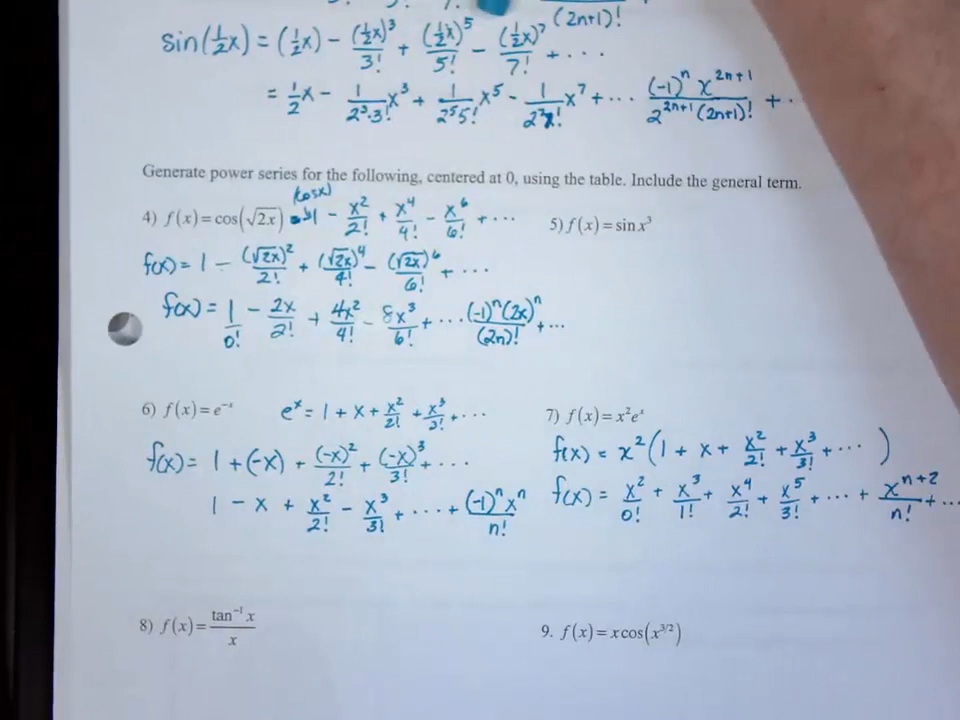 (2n+1)!
sin(½x) = (½x) − (½x)³/3! + (½x)⁵/5! − (½x)⁷/7! + ···
= ½x − 1/(2³·3!) x³ + 1/(2⁵5!) x⁵ − 1/(2⁷7!) x⁷ + ··· (-1)ⁿ x²ⁿ⁺¹/(2²ⁿ⁺¹(2n+1)!) + ·
Generate power series for the following, centered at 0, using the table. Include the general term.
(cos x)
4) f(x) = cos(√2x) 1 − x²/2! + x⁴/4! − x⁶/6! + ···
5) f(x) = sin x³
f(x) = 1 − (√2x)²/2! + (√2x)⁴/4! − (√2x)⁶/6! + ···
f(x) = 1/0! − 2x/2! + 4x²/4! − 8x³/6! + ··· (-1)ⁿ(2x)ⁿ/(2n)! + ···
6) f(x) = e⁻ˣ eˣ = 1 + x + x²/2! + x³/3! + ···
f(x) = 1 + (-x) + (-x)²/2! + (-x)³/3! + ···
1 − x + x²/2! − x³/3! + ··· + (-1)ⁿxⁿ/n!
7) f(x) = x²eˣ
f(x) = x²(1 + x + x²/2! + x³/3! + ··· )
f(x) = x²/0! + x³/1! + x⁴/2! + x⁵/3! + ··· + xⁿ⁺²/n! + ···
8) f(x) = tan⁻¹ x/x
9. f(x) = x cos(x³ᐟ²)